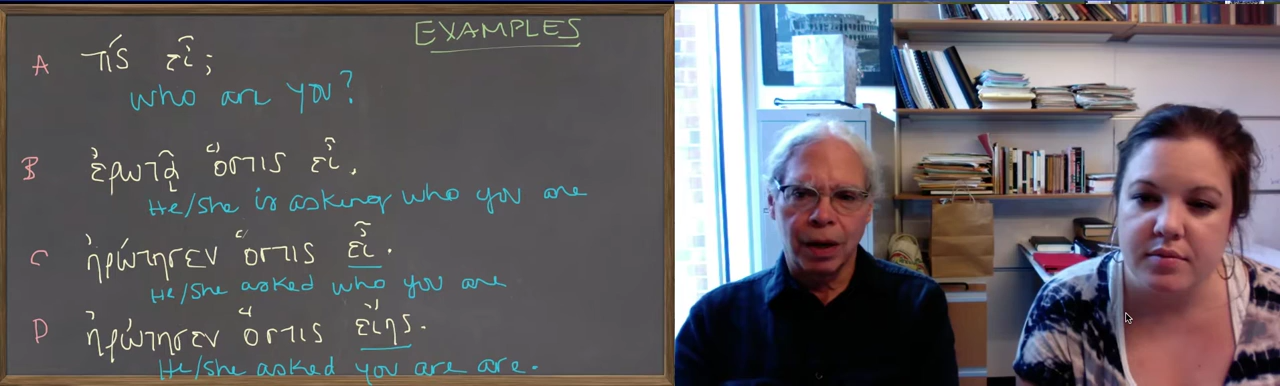 EXAMPLES
A τίς εἶ;
who are you?
B ἐρωτᾷ ὅστις εἶ.
He/she is asking who you are
C ἠρώτησεν ὅστις εἶ.
He/she asked who you are
D ἠρώτησεν ὅστις εἴης.
He/she asked you are are.